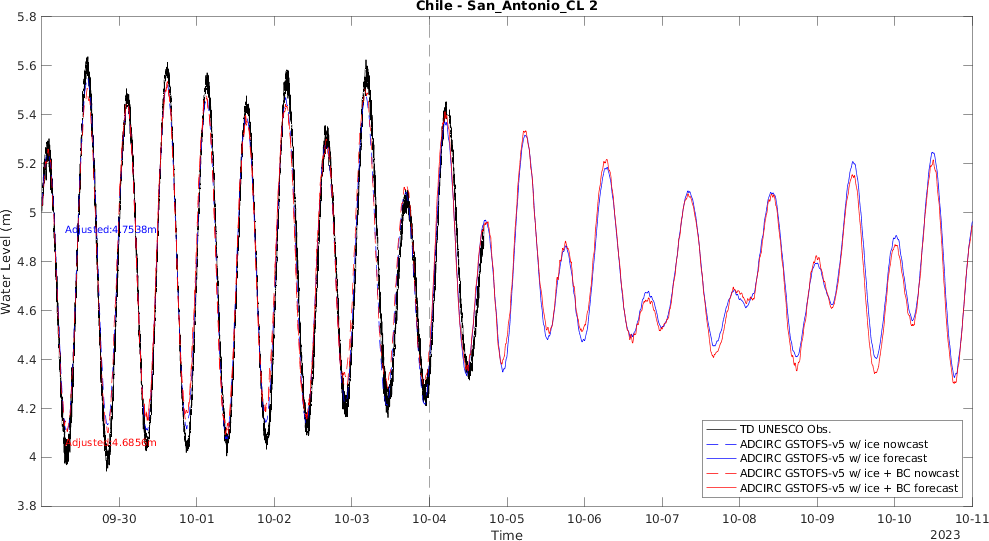 Chile - San_Antonio_CL 2
Water Level (m)
5.8
5.6
5.4
5.2
5
4.8
4.6
4.4
4.2
4
3.8
Adjusted:4.7538m
Adjusted:4.6856m
TD UNESCO Obs.
ADCIRC GSTOFS-v5 w/ ice nowcast
ADCIRC GSTOFS-v5 w/ ice forecast
ADCIRC GSTOFS-v5 w/ ice + BC nowcast
ADCIRC GSTOFS-v5 w/ ice + BC forecast
09-30 10-01 10-02 10-03 10-04 10-05 10-06 10-07 10-08 10-09 10-10 10-11
Time
2023